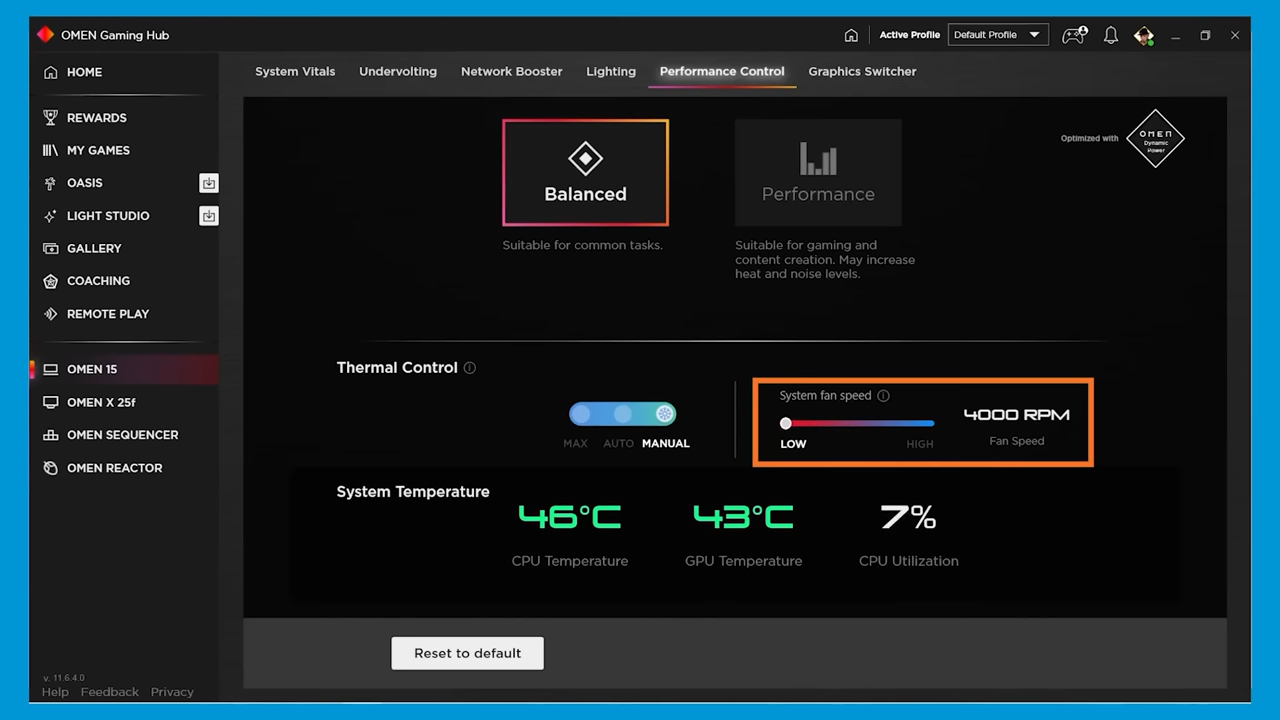 OMEN Gaming Hub
Active Profile
Default Profile
HOME
REWARDS
MY GAMES
OASIS
LIGHT STUDIO
GALLERY
COACHING
REMOTE PLAY
OMEN 15
OMEN X 25f
OMEN SEQUENCER
OMEN REACTOR
v. 11.6.4.0
Help Feedback Privacy
System Vitals Undervolting Network Booster Lighting Performance Control Graphics Switcher
Balanced
Suitable for common tasks.
Performance
Suitable for gaming and
content creation. May increase
heat and noise levels.
Optimized with
OMEN
Dynamic
Power
Thermal Control
MAX AUTO MANUAL
System fan speed
LOW HIGH
4000 RPM
Fan Speed
System Temperature
46°C
CPU Temperature
43°C
GPU Temperature
7%
CPU Utilization
Reset to default